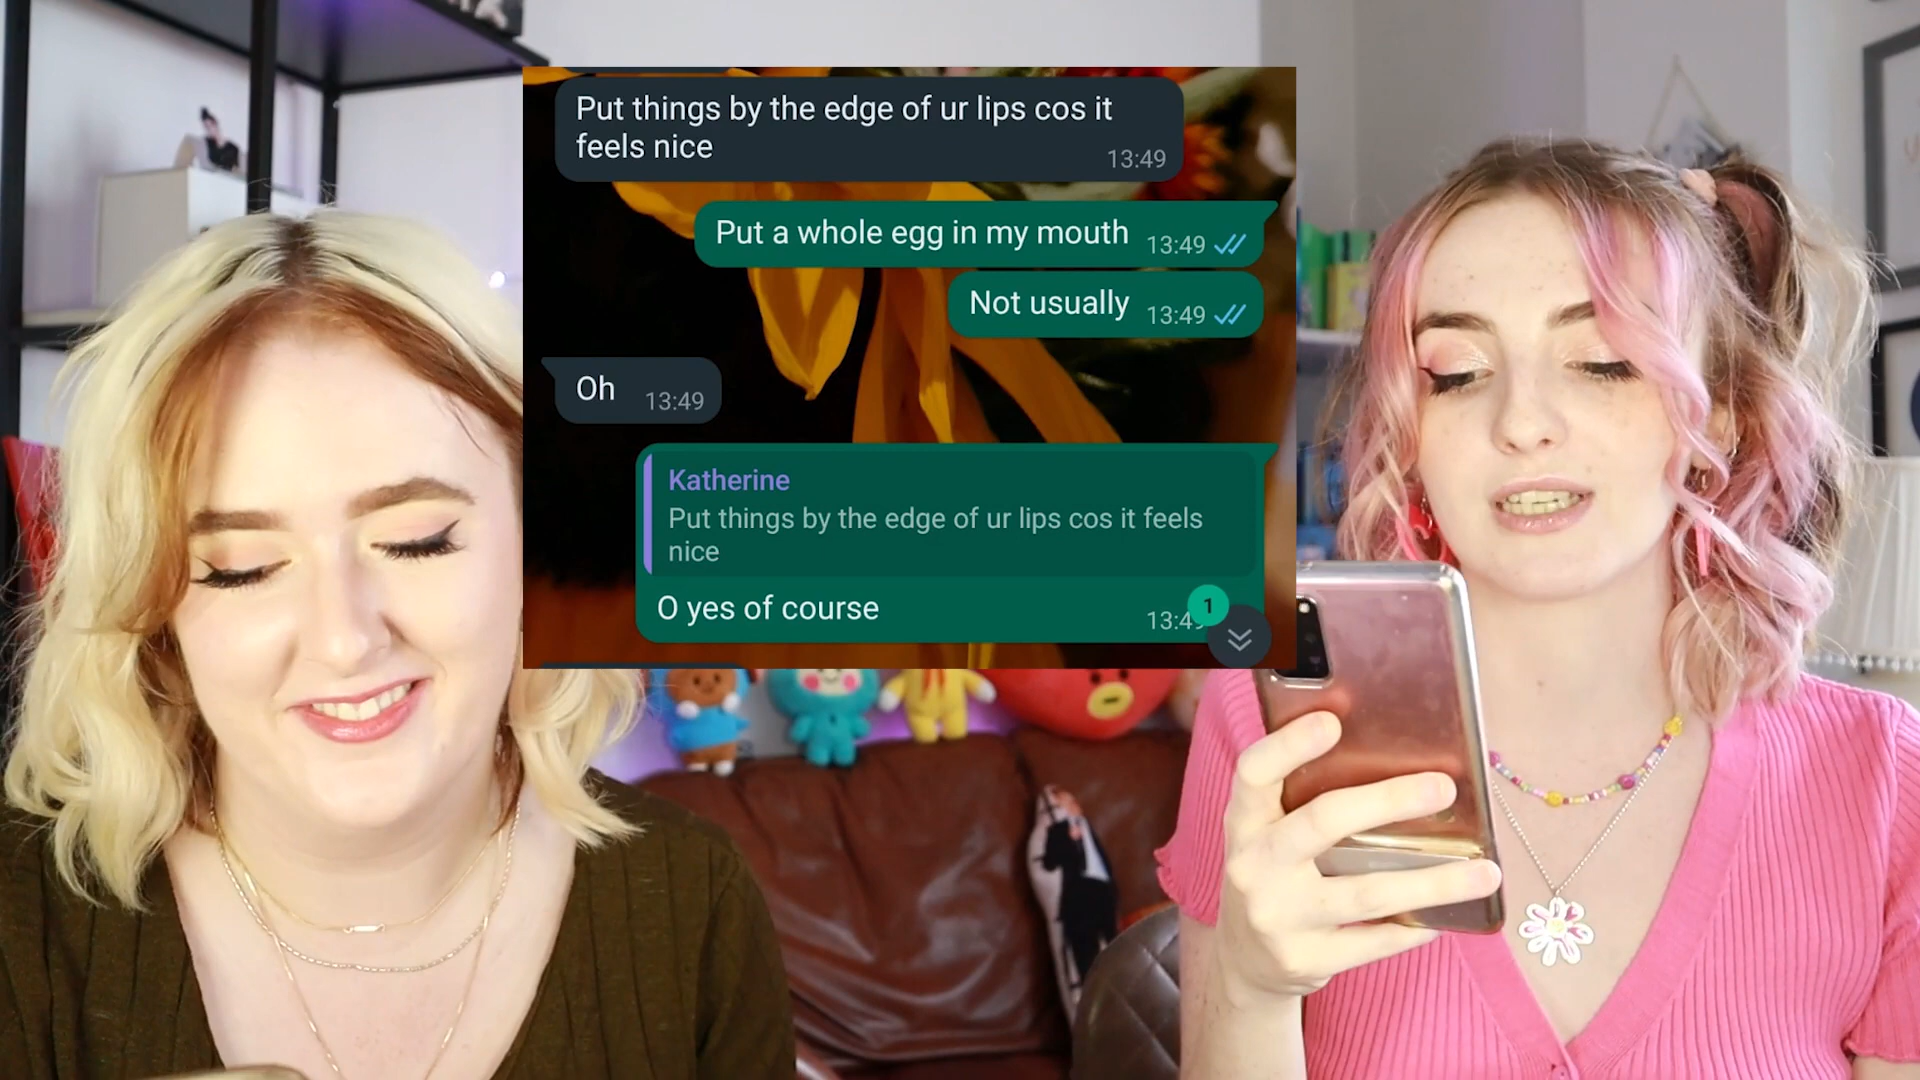 Put things by the edge of ur lips cos it
feels nice
13:49
Put a whole egg in my mouth 13:49
Not usually 13:49
Oh 13:49
Katherine
Put things by the edge of ur lips cos it feels
nice
O yes of course
1